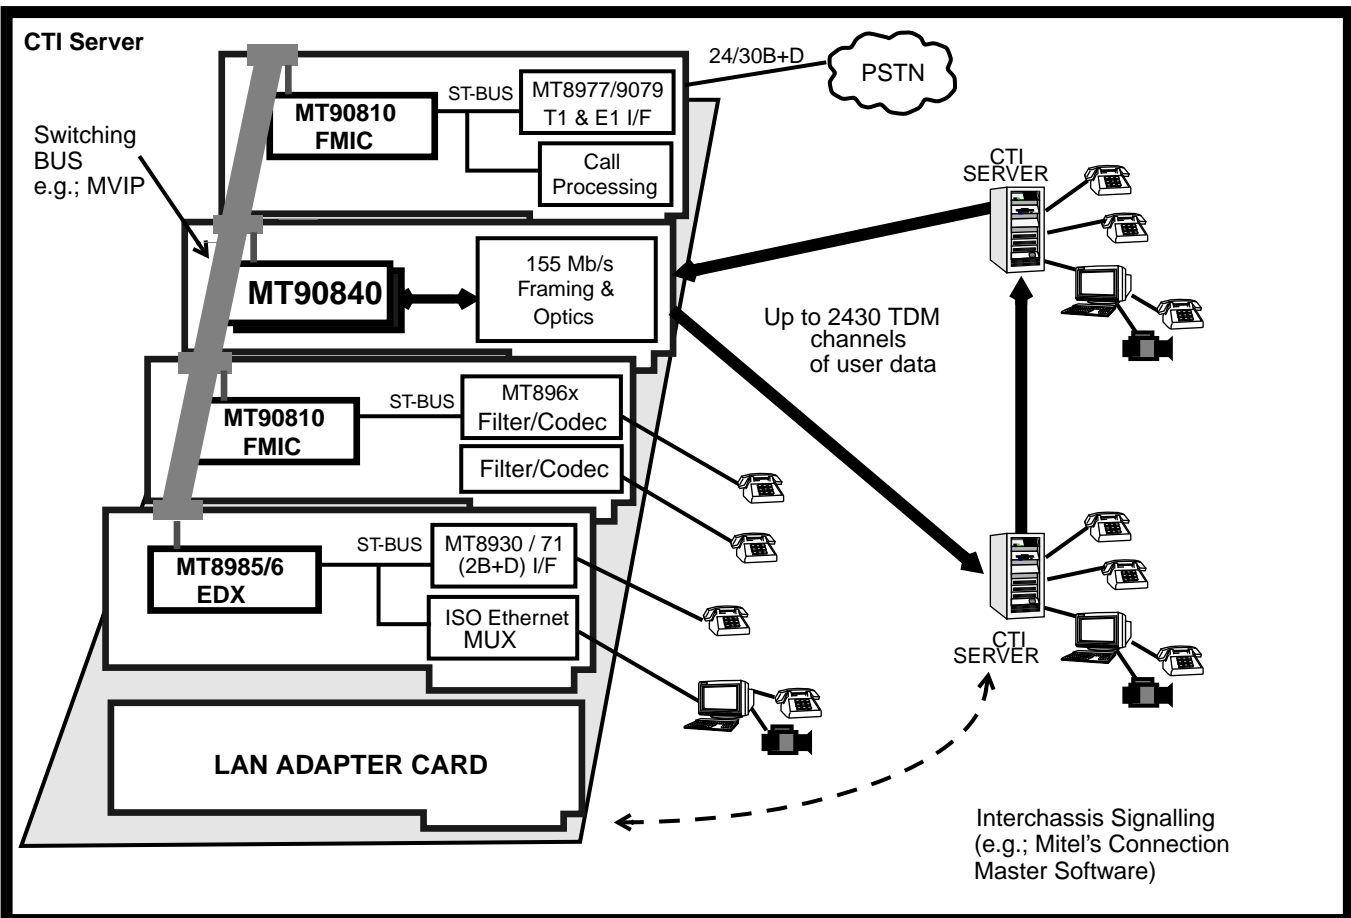 CTI Server
24/30B+D
PSTN
ST-BUS
MT8977/9079
T1 & E1 I/F
MT90810
FMIC
Call
Processing
Switching
BUS
e.g.; MVIP
CTI
SERVER
MT90840
155 Mb/s
Framing &
Optics
Up to 2430 TDM
channels
of user data
MT90810
FMIC
ST-BUS
MT896x
Filter/Codec
Filter/Codec
MT8985/6
EDX
ST-BUS
MT8930 / 71
(2B+D) I/F
ISO Ethernet
MUX
CTI
SERVER
LAN ADAPTER CARD
Interchassis Signalling
(e.g.; Mitel's Connection
Master Software)